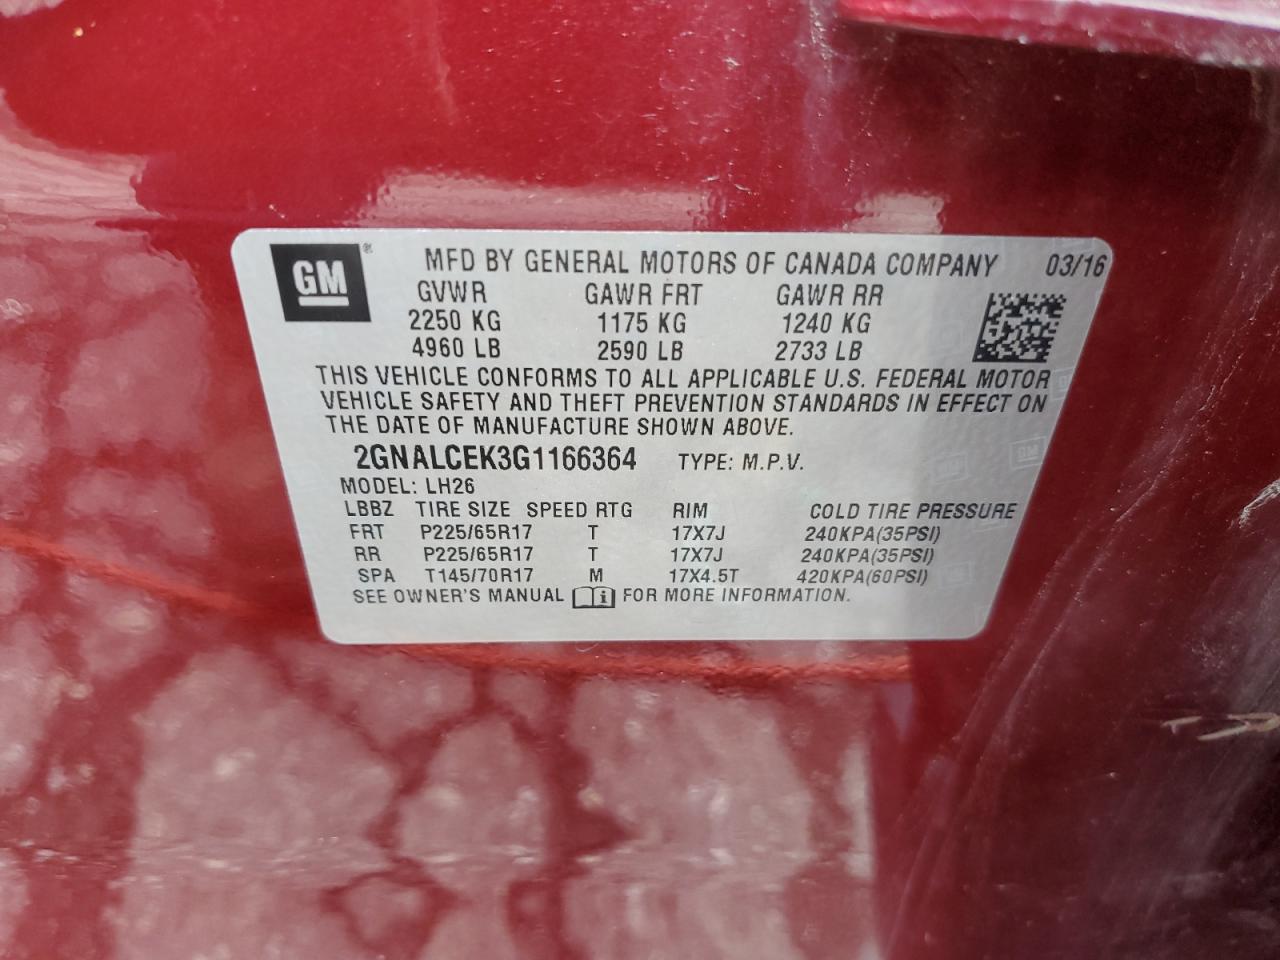 GM ® MFD BY GENERAL MOTORS OF CANADA COMPANY 03/16
GVWR GAWR FRT GAWR RR
2250 KG 1175 KG 1240 KG
4960 LB 2590 LB 2733 LB
THIS VEHICLE CONFORMS TO ALL APPLICABLE U.S. FEDERAL MOTOR
VEHICLE SAFETY AND THEFT PREVENTION STANDARDS IN EFFECT ON
THE DATE OF MANUFACTURE SHOWN ABOVE.
2GNALCEK3G1166364 TYPE: M.P.V.
MODEL: LH26
LBBZ TIRE SIZE SPEED RTG RIM COLD TIRE PRESSURE
FRT P225/65R17 T 17X7J 240KPA(35PSI)
RR P225/65R17 T 17X7J 240KPA(35PSI)
SPA T145/70R17 M 17X4.5T 420KPA(60PSI)
SEE OWNER'S MANUAL i FOR MORE INFORMATION.